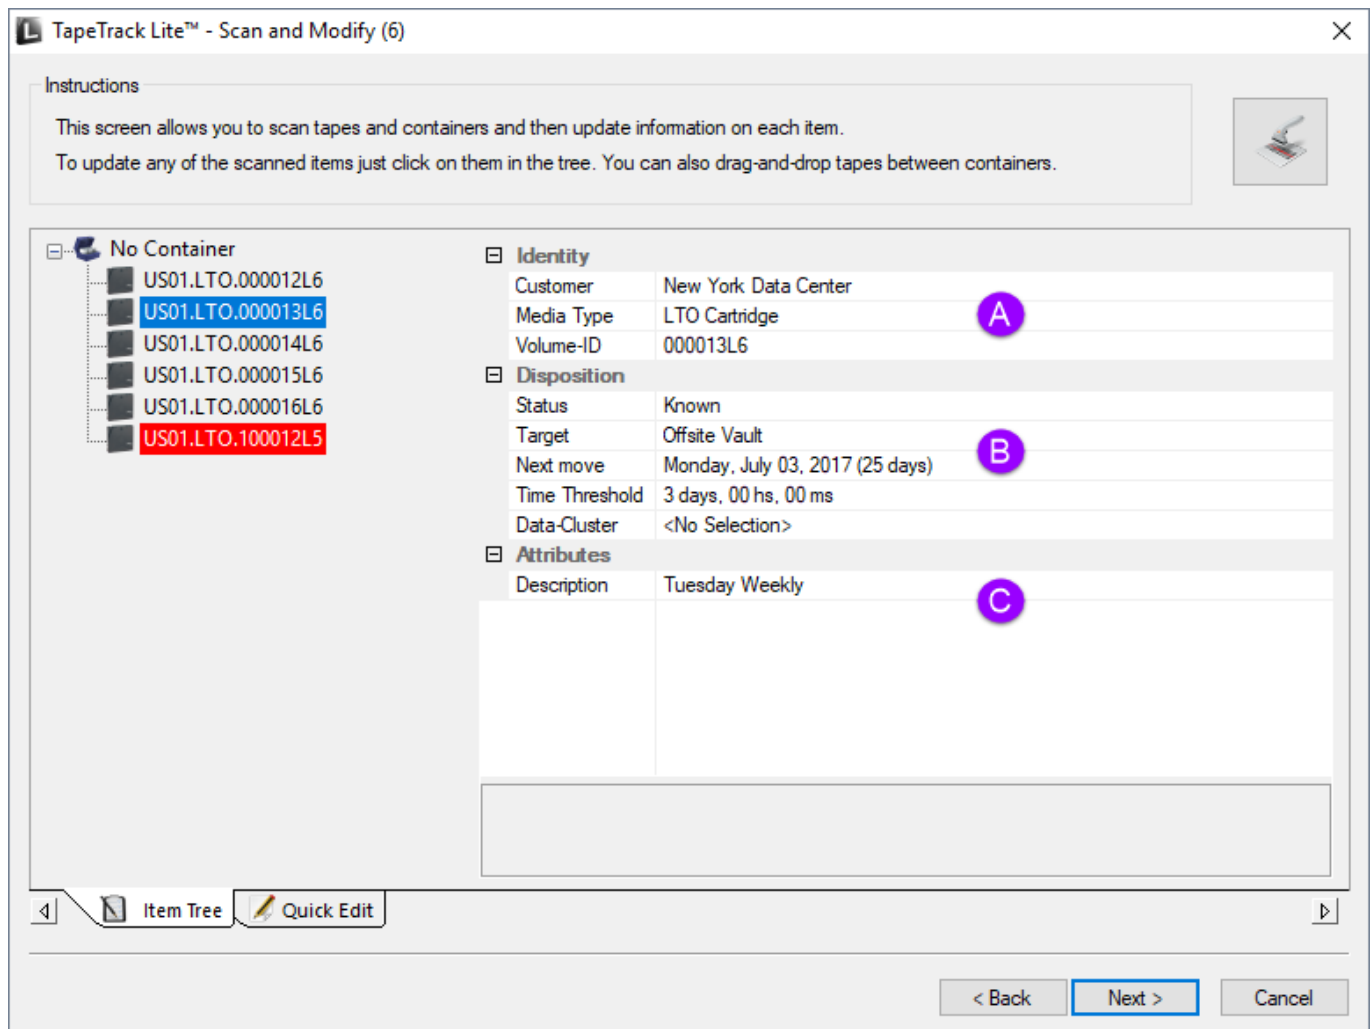 TapeTrack Lite™ - Scan and Modify (6)
Instructions
This screen allows you to scan tapes and containers and then update information on each item.
To update any of the scanned items just click on them in the tree. You can also drag-and-drop tapes between containers.
No Container
US01.LTO.000012L6
US01.LTO.000013L6
US01.LTO.000014L6
US01.LTO.000015L6
US01.LTO.000016L6
US01.LTO.100012L5
Identity
Customer New York Data Center
Media Type LTO Cartridge
A
Volume-ID 000013L6
Disposition
Status Known
Target Offsite Vault
B
Next move Monday, July 03, 2017 (25 days)
Time Threshold 3 days, 00 hs, 00 ms
Data-Cluster <No Selection>
Attributes
Description Tuesday Weekly
C
Item Tree
Quick Edit
< Back
Next >
Cancel